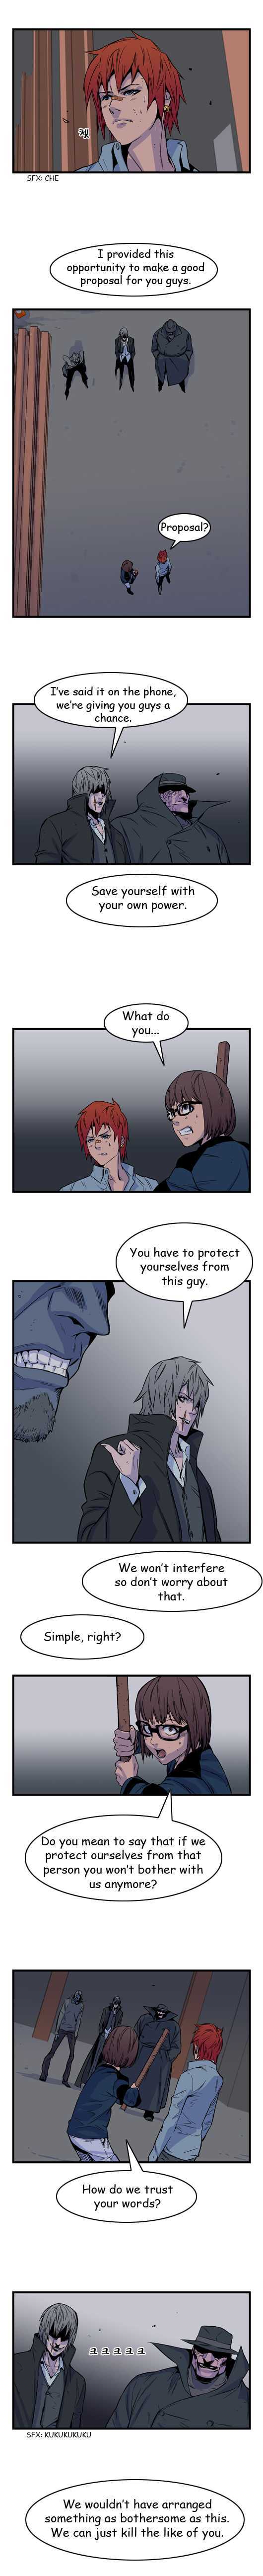 쳇
SFX: CHE
I provided this
opportunity to make a good
proposal for you guys.
Proposal?
I've said it on the phone,
we're giving you guys a
chance.
Save yourself with
your own power.
What do
you...
You have to protect
yourselves from
this guy.
We won't interfere
so don't worry about
that.
Simple, right?
Do you mean to say that if we
protect ourselves from that
person you won't bother with
us anymore?
How do we trust
your words?
ㅋㅋㅋㅋㅋ
SFX: KUKUKUKUKU
We wouldn't have arranged
something as bothersome as this.
We can just kill the like of you.